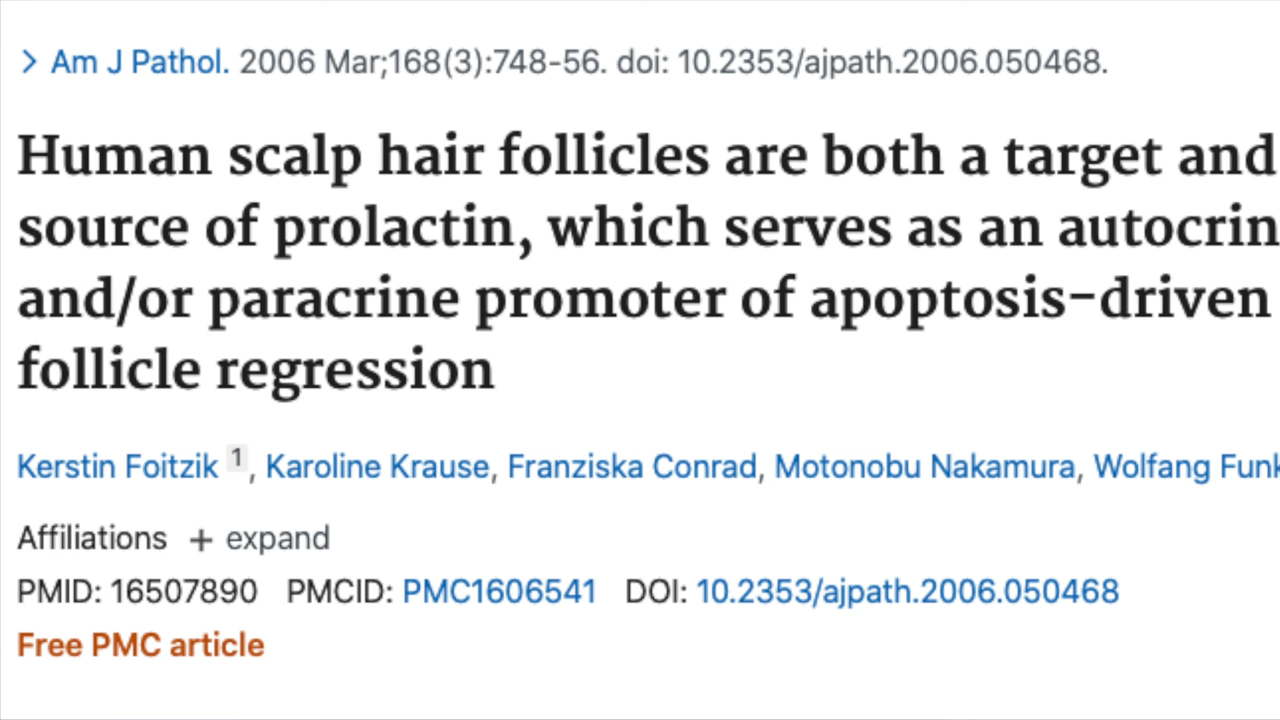 > Am J Pathol. 2006 Mar;168(3):748-56. doi: 10.2353/ajpath.2006.050468.
Human scalp hair follicles are both a target and
source of prolactin, which serves as an autocrin
and/or paracrine promoter of apoptosis-driven
follicle regression
Kerstin Foitzik 1, Karoline Krause, Franziska Conrad, Motonobu Nakamura, Wolfang Funk
Affiliations + expand
PMID: 16507890 PMCID: PMC1606541 DOI: 10.2353/ajpath.2006.050468
Free PMC article